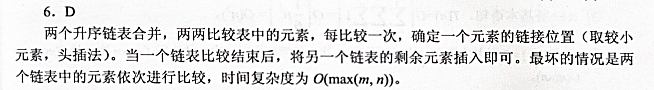 6. D
两个升序链表合并，两两比较表中的元素，每比较一次，确定一个元素的链接位置（取较小
元素，头插法）。当一个链表比较结束后，将另一个链表的剩余元素插入即可。最坏的情况是两
个链表中的元素依次进行比较，时间复杂度为 O(max(m, n))。